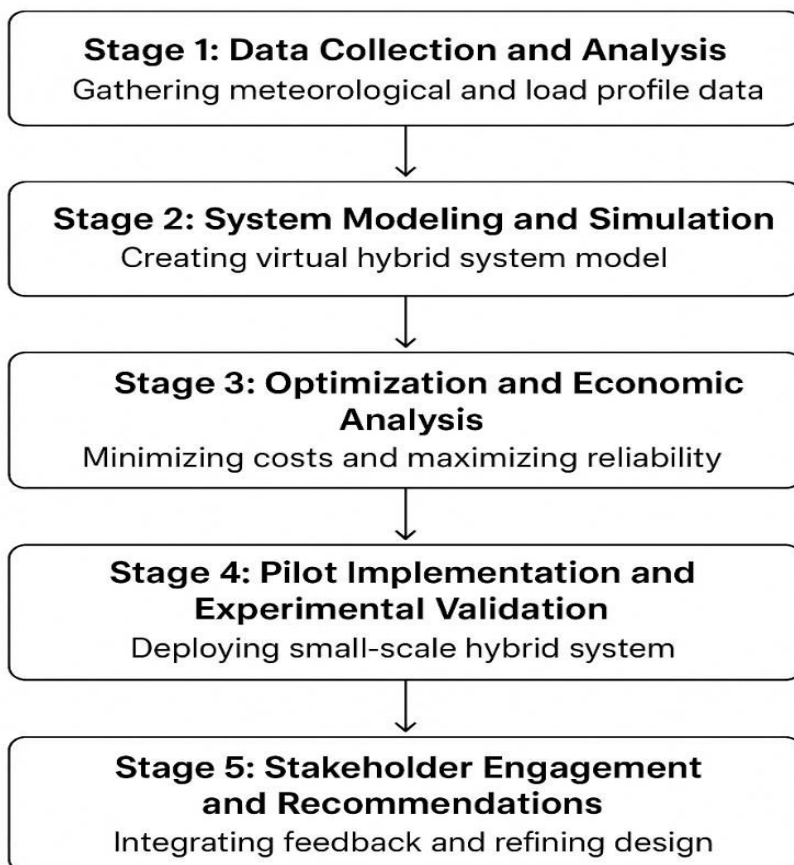 Stage 1: Data Collection and Analysis
Gathering meteorological and load profile data
Stage 2: System Modeling and Simulation
Creating virtual hybrid system model
Stage 3: Optimization and Economic
Analysis
Minimizing costs and maximizing reliability
Stage 4: Pilot Implementation and
Experimental Validation
Deploying small-scale hybrid system
Stage 5: Stakeholder Engagement
and Recommendations
Integrating feedback and refining design